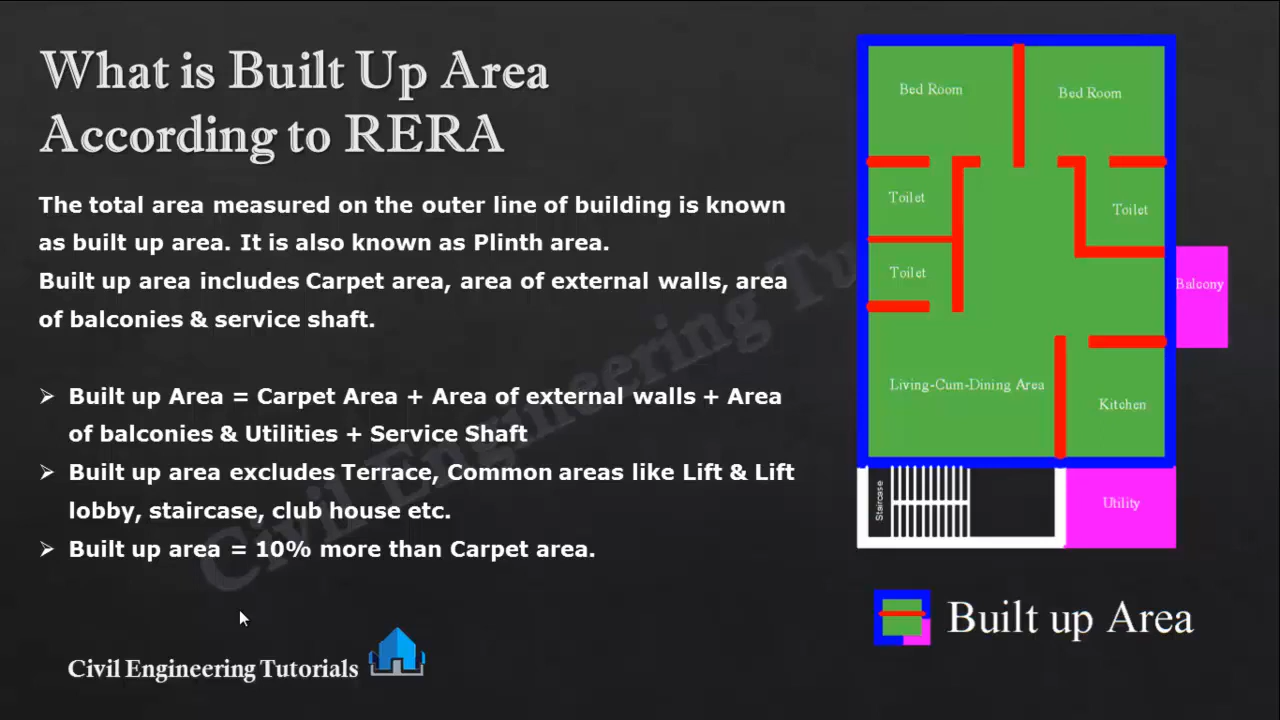 What is Built Up Area
According to RERA
The total area measured on the outer line of building is known
as built up area. It is also known as Plinth area.
Built up area includes Carpet area, area of external walls, area
of balconies & service shaft.
Built up Area = Carpet Area + Area of external walls + Area
of balconies & Utilities + Service Shaft
Built up area excludes Terrace, Common areas like Lift & Lift
lobby, staircase, club house etc.
Built up area = 10% more than Carpet area.
Civil Engineering Tutorials
Civil Engineering Tu
Bed Room
Bed Room
Toilet
Toilet
Toilet
Balcony
Living-Cum-Dining Area
Kitchen
Staircase
Utility
Built up Area